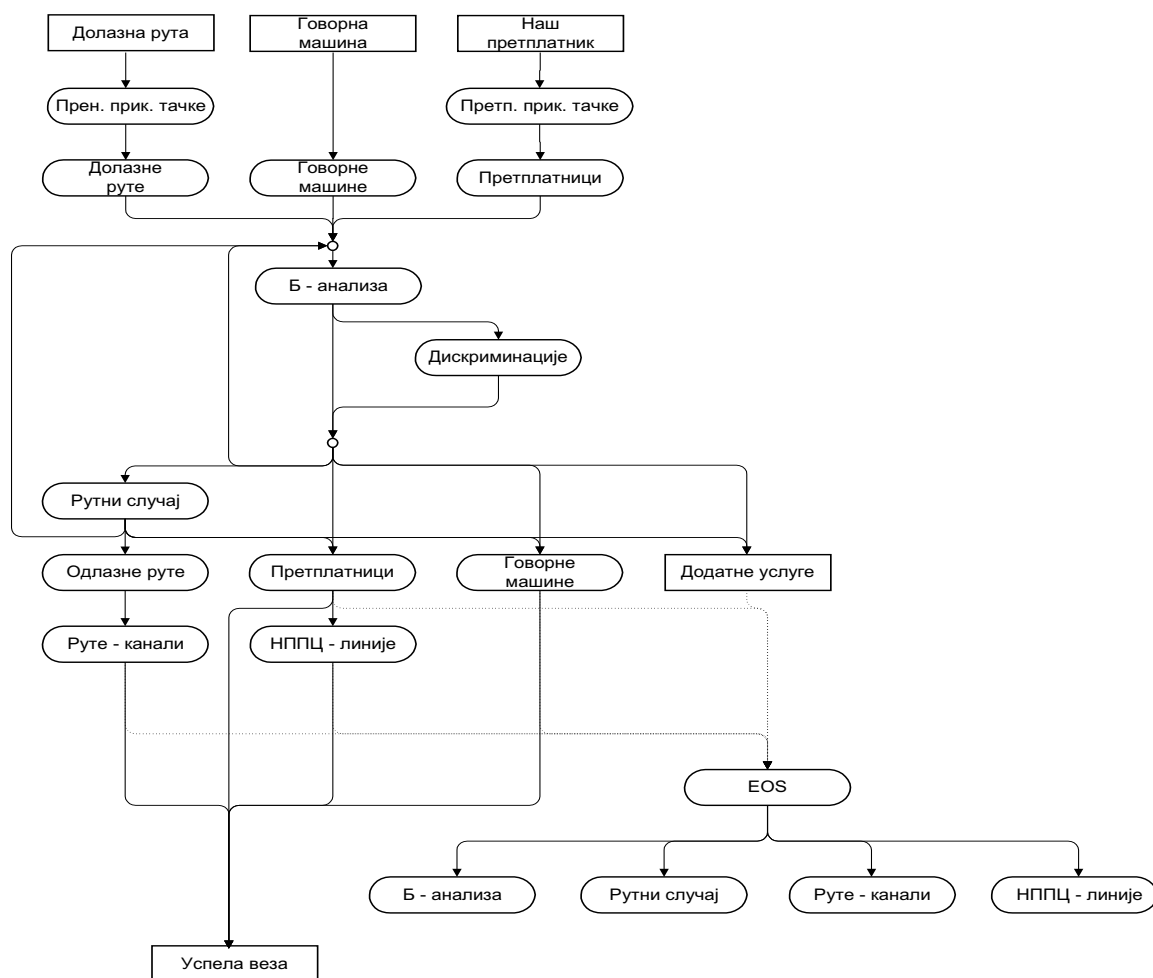 Долазна рута
Говорна
машина
Наш
претплатник
Прен. прик. тачке
Претп. прик. тачке
Долазне
руте
Говорне
машине
Претплатници
Б - анализа
Дискриминације
Рутни случај
Одлазне руте
Претплатници
Говорне
машине
Додатне услуге
Руте - канали
НППЦ - линије
EOS
Б - анализа
Рутни случај
Руте - канали
НППЦ - линије
Успела веза